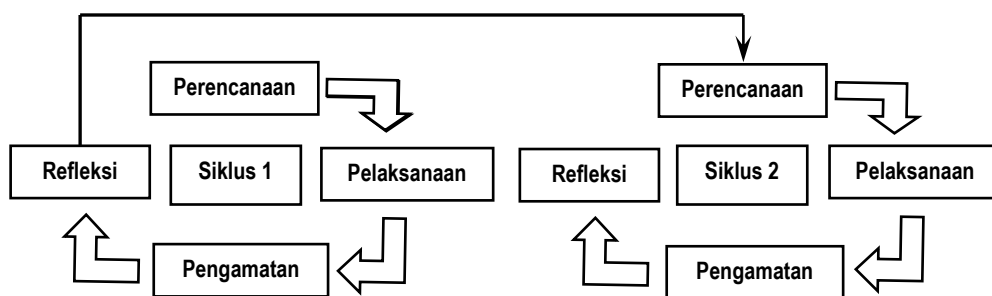 Perencanaan
Refleksi
Siklus 1
Pelaksanaan
Pengamatan
Perencanaan
Refleksi
Siklus 2
Pelaksanaan
Pengamatan